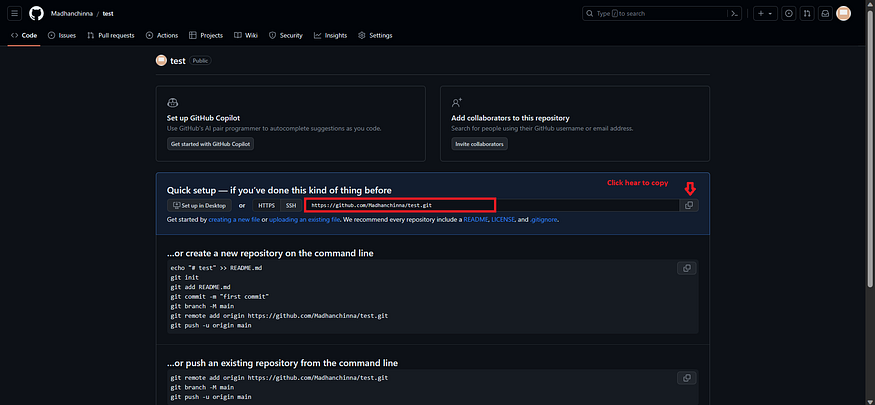 Madhanchinna / test
Type / to search
Code Issues Pull requests Actions Projects Wiki Security Insights Settings
test Public
Set up GitHub Copilot
Use GitHub's AI pair programmer to autocomplete suggestions as you code.
Get started with GitHub Copilot
Add collaborators to this repository
Search for people using their GitHub username or email address.
Invite collaborators
Quick setup — if you've done this kind of thing before
Click hear to copy
Set up in Desktop or HTTPS SSH https://github.com/Madhanchinna/test.git
Get started by creating a new file or uploading an existing file. We recommend every repository include a README, LICENSE, and .gitignore.
...or create a new repository on the command line
echo "# test" >> README.md
git init
git add README.md
git commit -m "first commit"
git branch -M main
git remote add origin https://github.com/Madhanchinna/test.git
git push -u origin main
...or push an existing repository from the command line
git remote add origin https://github.com/Madhanchinna/test.git
git branch -M main
git push -u origin main